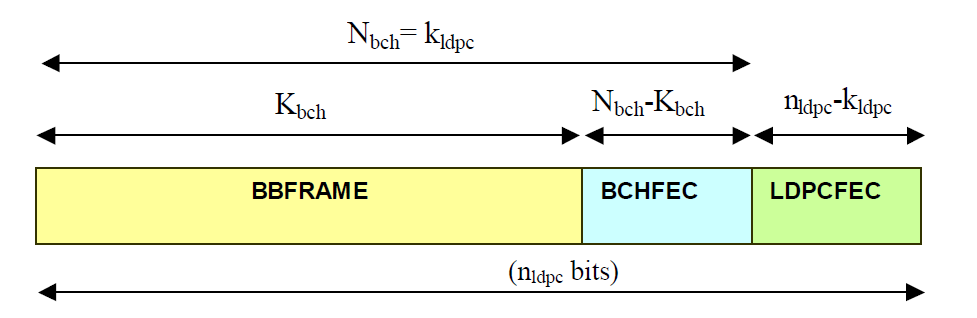 Nbch= kldpc
Kbch
Nbch-Kbch
nldpc-kldpc
BBFRAME
BCHFEC
LDPCFEC
(nldpc bits)